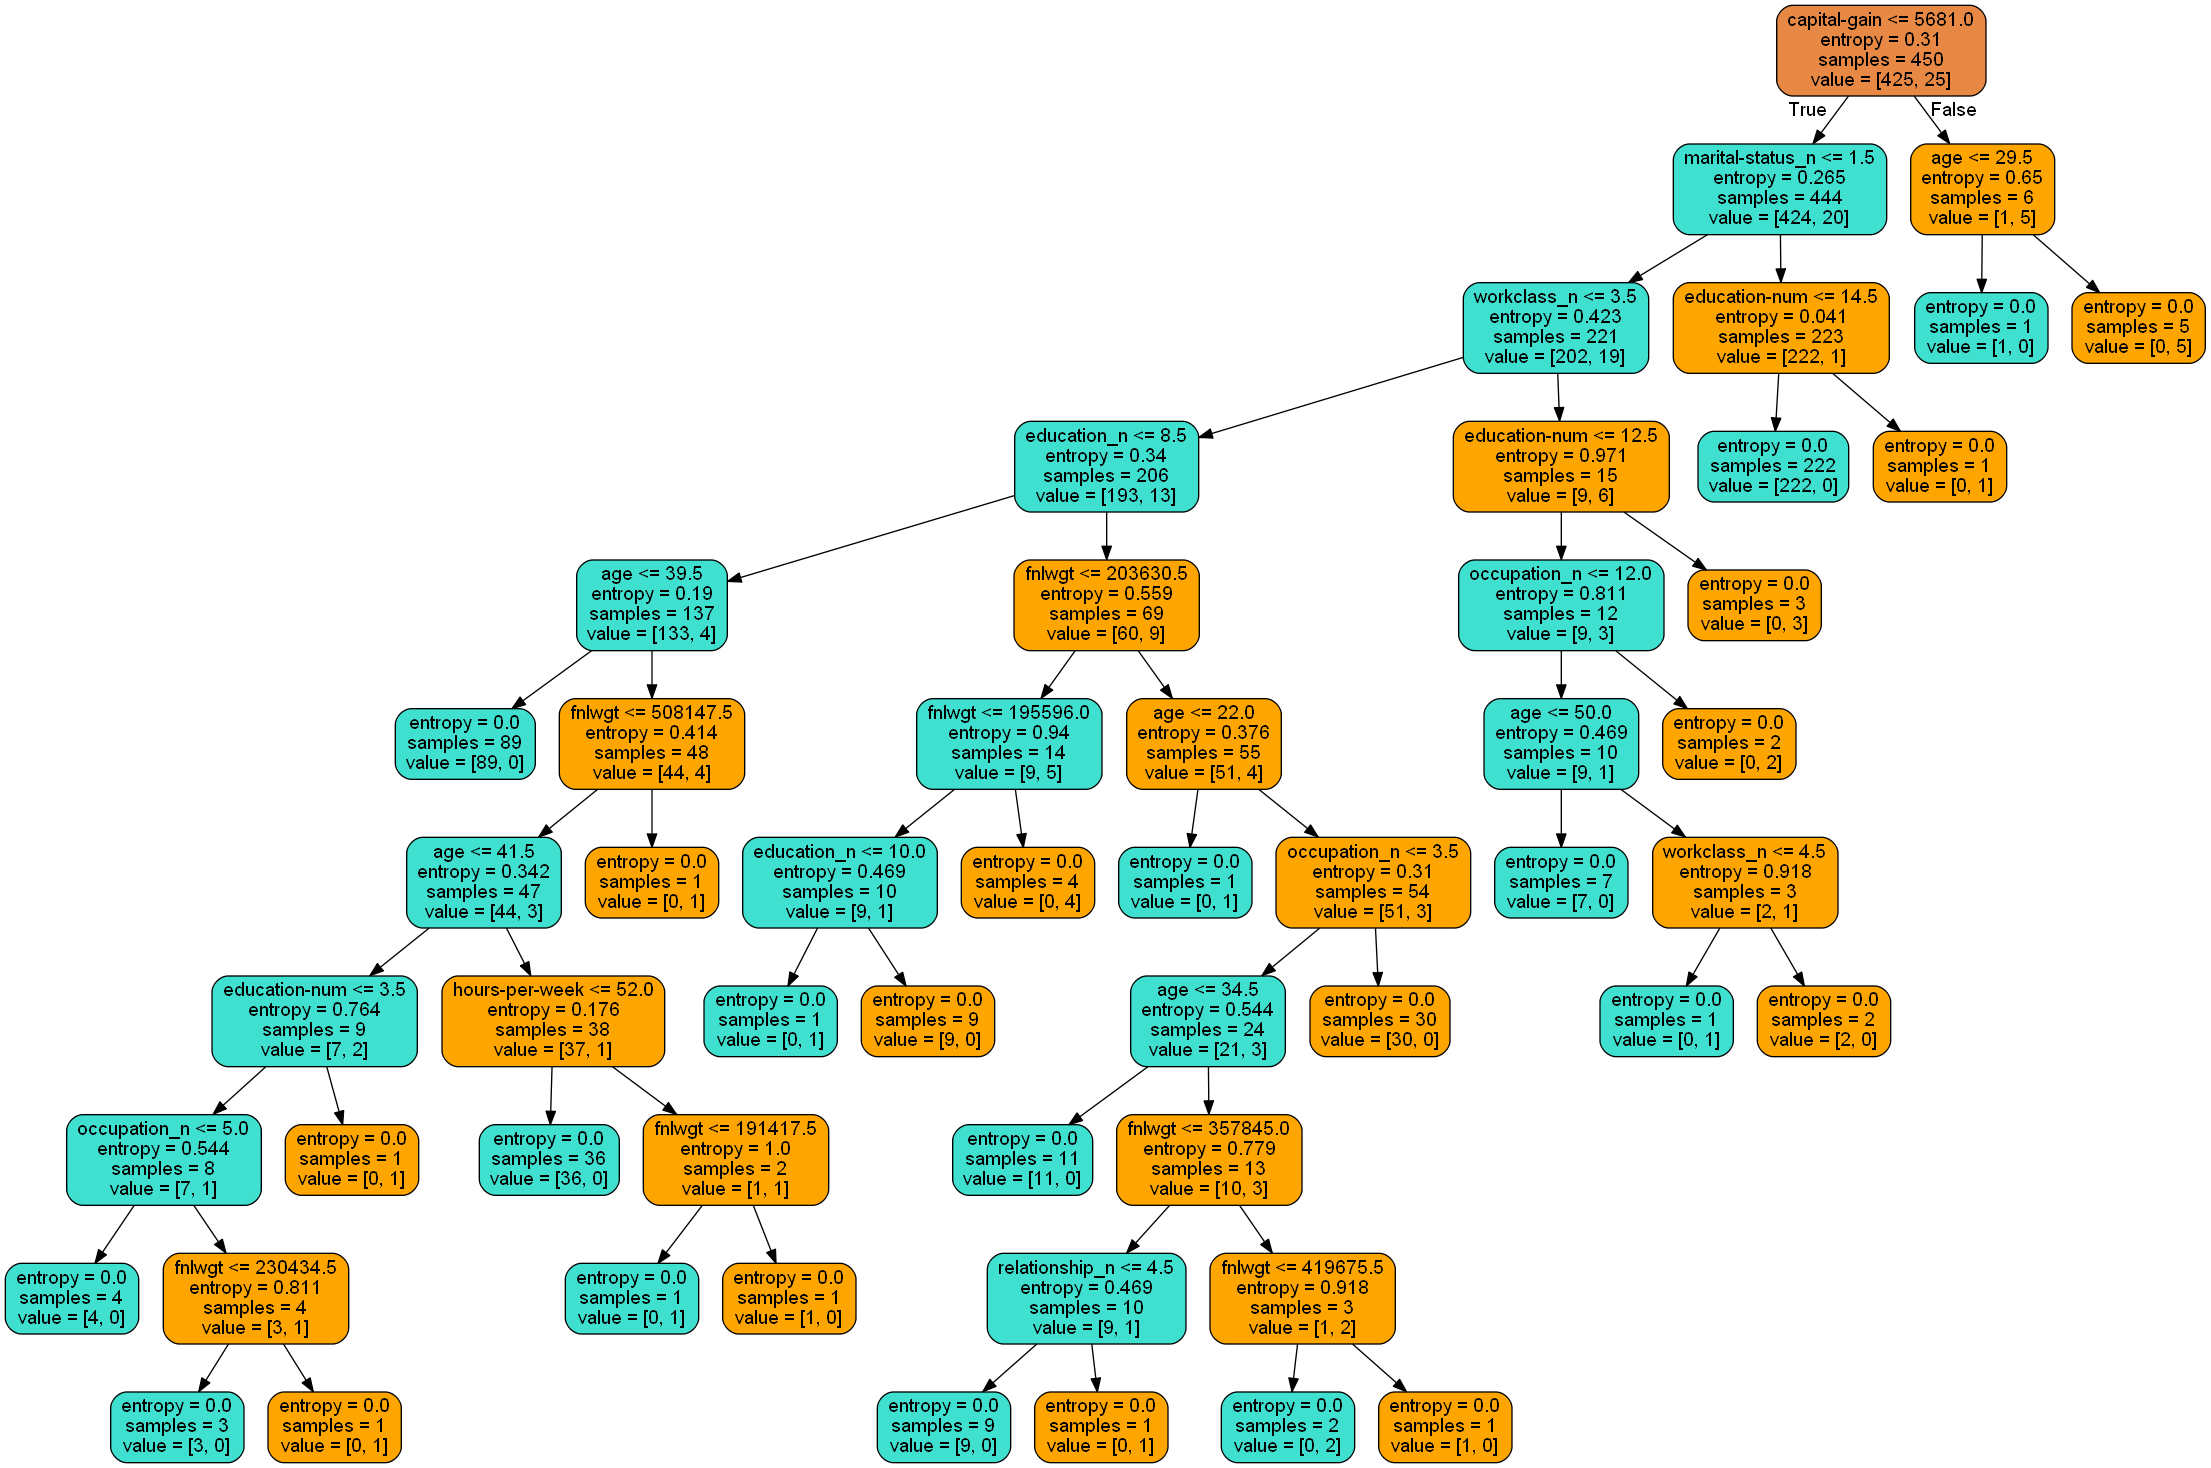 capital-gain <= 5681.0
entropy = 0.31
samples = 450
value = [425, 25]
True
False
marital-status_n <= 1.5
entropy = 0.265
samples = 444
value = [424, 20]
age <= 29.5
entropy = 0.65
samples = 6
value = [1, 5]
workclass_n <= 3.5
entropy = 0.423
samples = 221
value = [202, 19]
education-num <= 14.5
entropy = 0.041
samples = 223
value = [222, 1]
entropy = 0.0
samples = 1
value = [1, 0]
entropy = 0.0
samples = 5
value = [0, 5]
education_n <= 8.5
entropy = 0.34
samples = 206
value = [193, 13]
education-num <= 12.5
entropy = 0.971
samples = 15
value = [9, 6]
entropy = 0.0
samples = 222
value = [222, 0]
entropy = 0.0
samples = 1
value = [0, 1]
age <= 39.5
entropy = 0.19
samples = 137
value = [133, 4]
fnlwgt <= 203630.5
entropy = 0.559
samples = 69
value = [60, 9]
occupation_n <= 12.0
entropy = 0.811
samples = 12
value = [9, 3]
entropy = 0.0
samples = 3
value = [0, 3]
entropy = 0.0
samples = 89
value = [89, 0]
fnlwgt <= 508147.5
entropy = 0.414
samples = 48
value = [44, 4]
fnlwgt <= 195596.0
entropy = 0.94
samples = 14
value = [9, 5]
age <= 22.0
entropy = 0.376
samples = 55
value = [51, 4]
age <= 50.0
entropy = 0.469
samples = 10
value = [9, 1]
entropy = 0.0
samples = 2
value = [0, 2]
age <= 41.5
entropy = 0.342
samples = 47
value = [44, 3]
entropy = 0.0
samples = 1
value = [0, 1]
education_n <= 10.0
entropy = 0.469
samples = 10
value = [9, 1]
entropy = 0.0
samples = 4
value = [0, 4]
entropy = 0.0
samples = 1
value = [0, 1]
occupation_n <= 3.5
entropy = 0.31
samples = 54
value = [51, 3]
entropy = 0.0
samples = 7
value = [7, 0]
workclass_n <= 4.5
entropy = 0.918
samples = 3
value = [2, 1]
education-num <= 3.5
entropy = 0.764
samples = 9
value = [7, 2]
hours-per-week <= 52.0
entropy = 0.176
samples = 38
value = [37, 1]
entropy = 0.0
samples = 1
value = [0, 1]
entropy = 0.0
samples = 9
value = [9, 0]
age <= 34.5
entropy = 0.544
samples = 24
value = [21, 3]
entropy = 0.0
samples = 30
value = [30, 0]
entropy = 0.0
samples = 1
value = [0, 1]
entropy = 0.0
samples = 2
value = [2, 0]
occupation_n <= 5.0
entropy = 0.544
samples = 8
value = [7, 1]
entropy = 0.0
samples = 1
value = [0, 1]
entropy = 0.0
samples = 36
value = [36, 0]
fnlwgt <= 191417.5
entropy = 1.0
samples = 2
value = [1, 1]
entropy = 0.0
samples = 11
value = [11, 0]
fnlwgt <= 357845.0
entropy = 0.779
samples = 13
value = [10, 3]
entropy = 0.0
samples = 4
value = [4, 0]
fnlwgt <= 230434.5
entropy = 0.811
samples = 4
value = [3, 1]
entropy = 0.0
samples = 1
value = [0, 1]
entropy = 0.0
samples = 1
value = [1, 0]
relationship_n <= 4.5
entropy = 0.469
samples = 10
value = [9, 1]
fnlwgt <= 419675.5
entropy = 0.918
samples = 3
value = [1, 2]
entropy = 0.0
samples = 3
value = [3, 0]
entropy = 0.0
samples = 1
value = [0, 1]
entropy = 0.0
samples = 9
value = [9, 0]
entropy = 0.0
samples = 1
value = [0, 1]
entropy = 0.0
samples = 2
value = [0, 2]
entropy = 0.0
samples = 1
value = [1, 0]